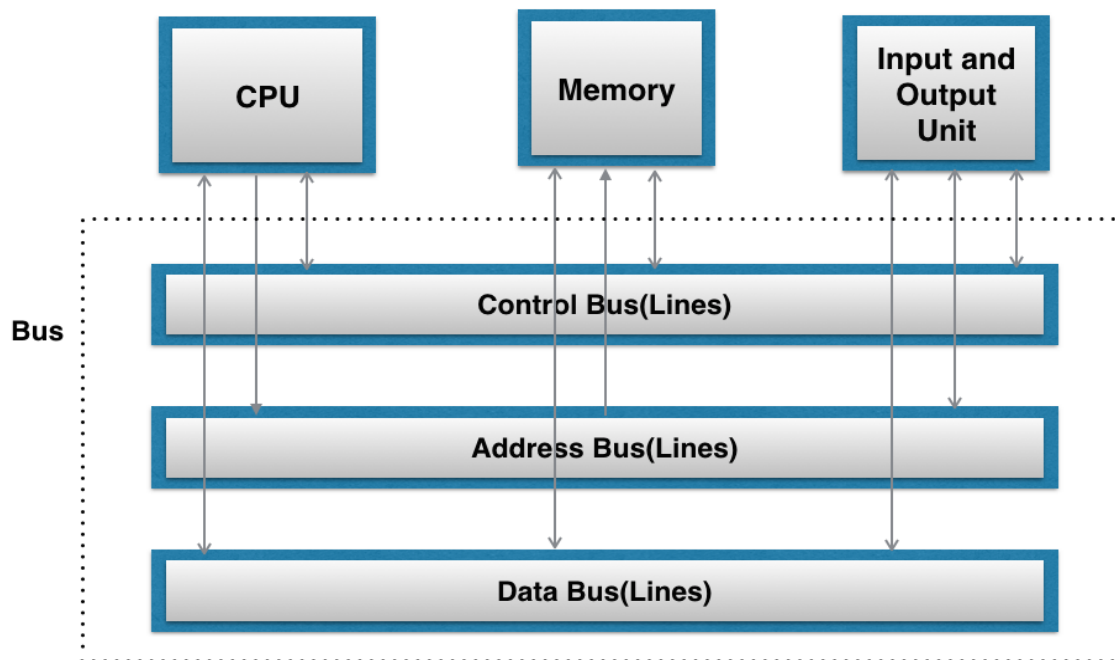 CPU
Memory
Input and
Output
Unit
Control Bus(Lines)
Bus
Address Bus(Lines)
Data Bus(Lines)